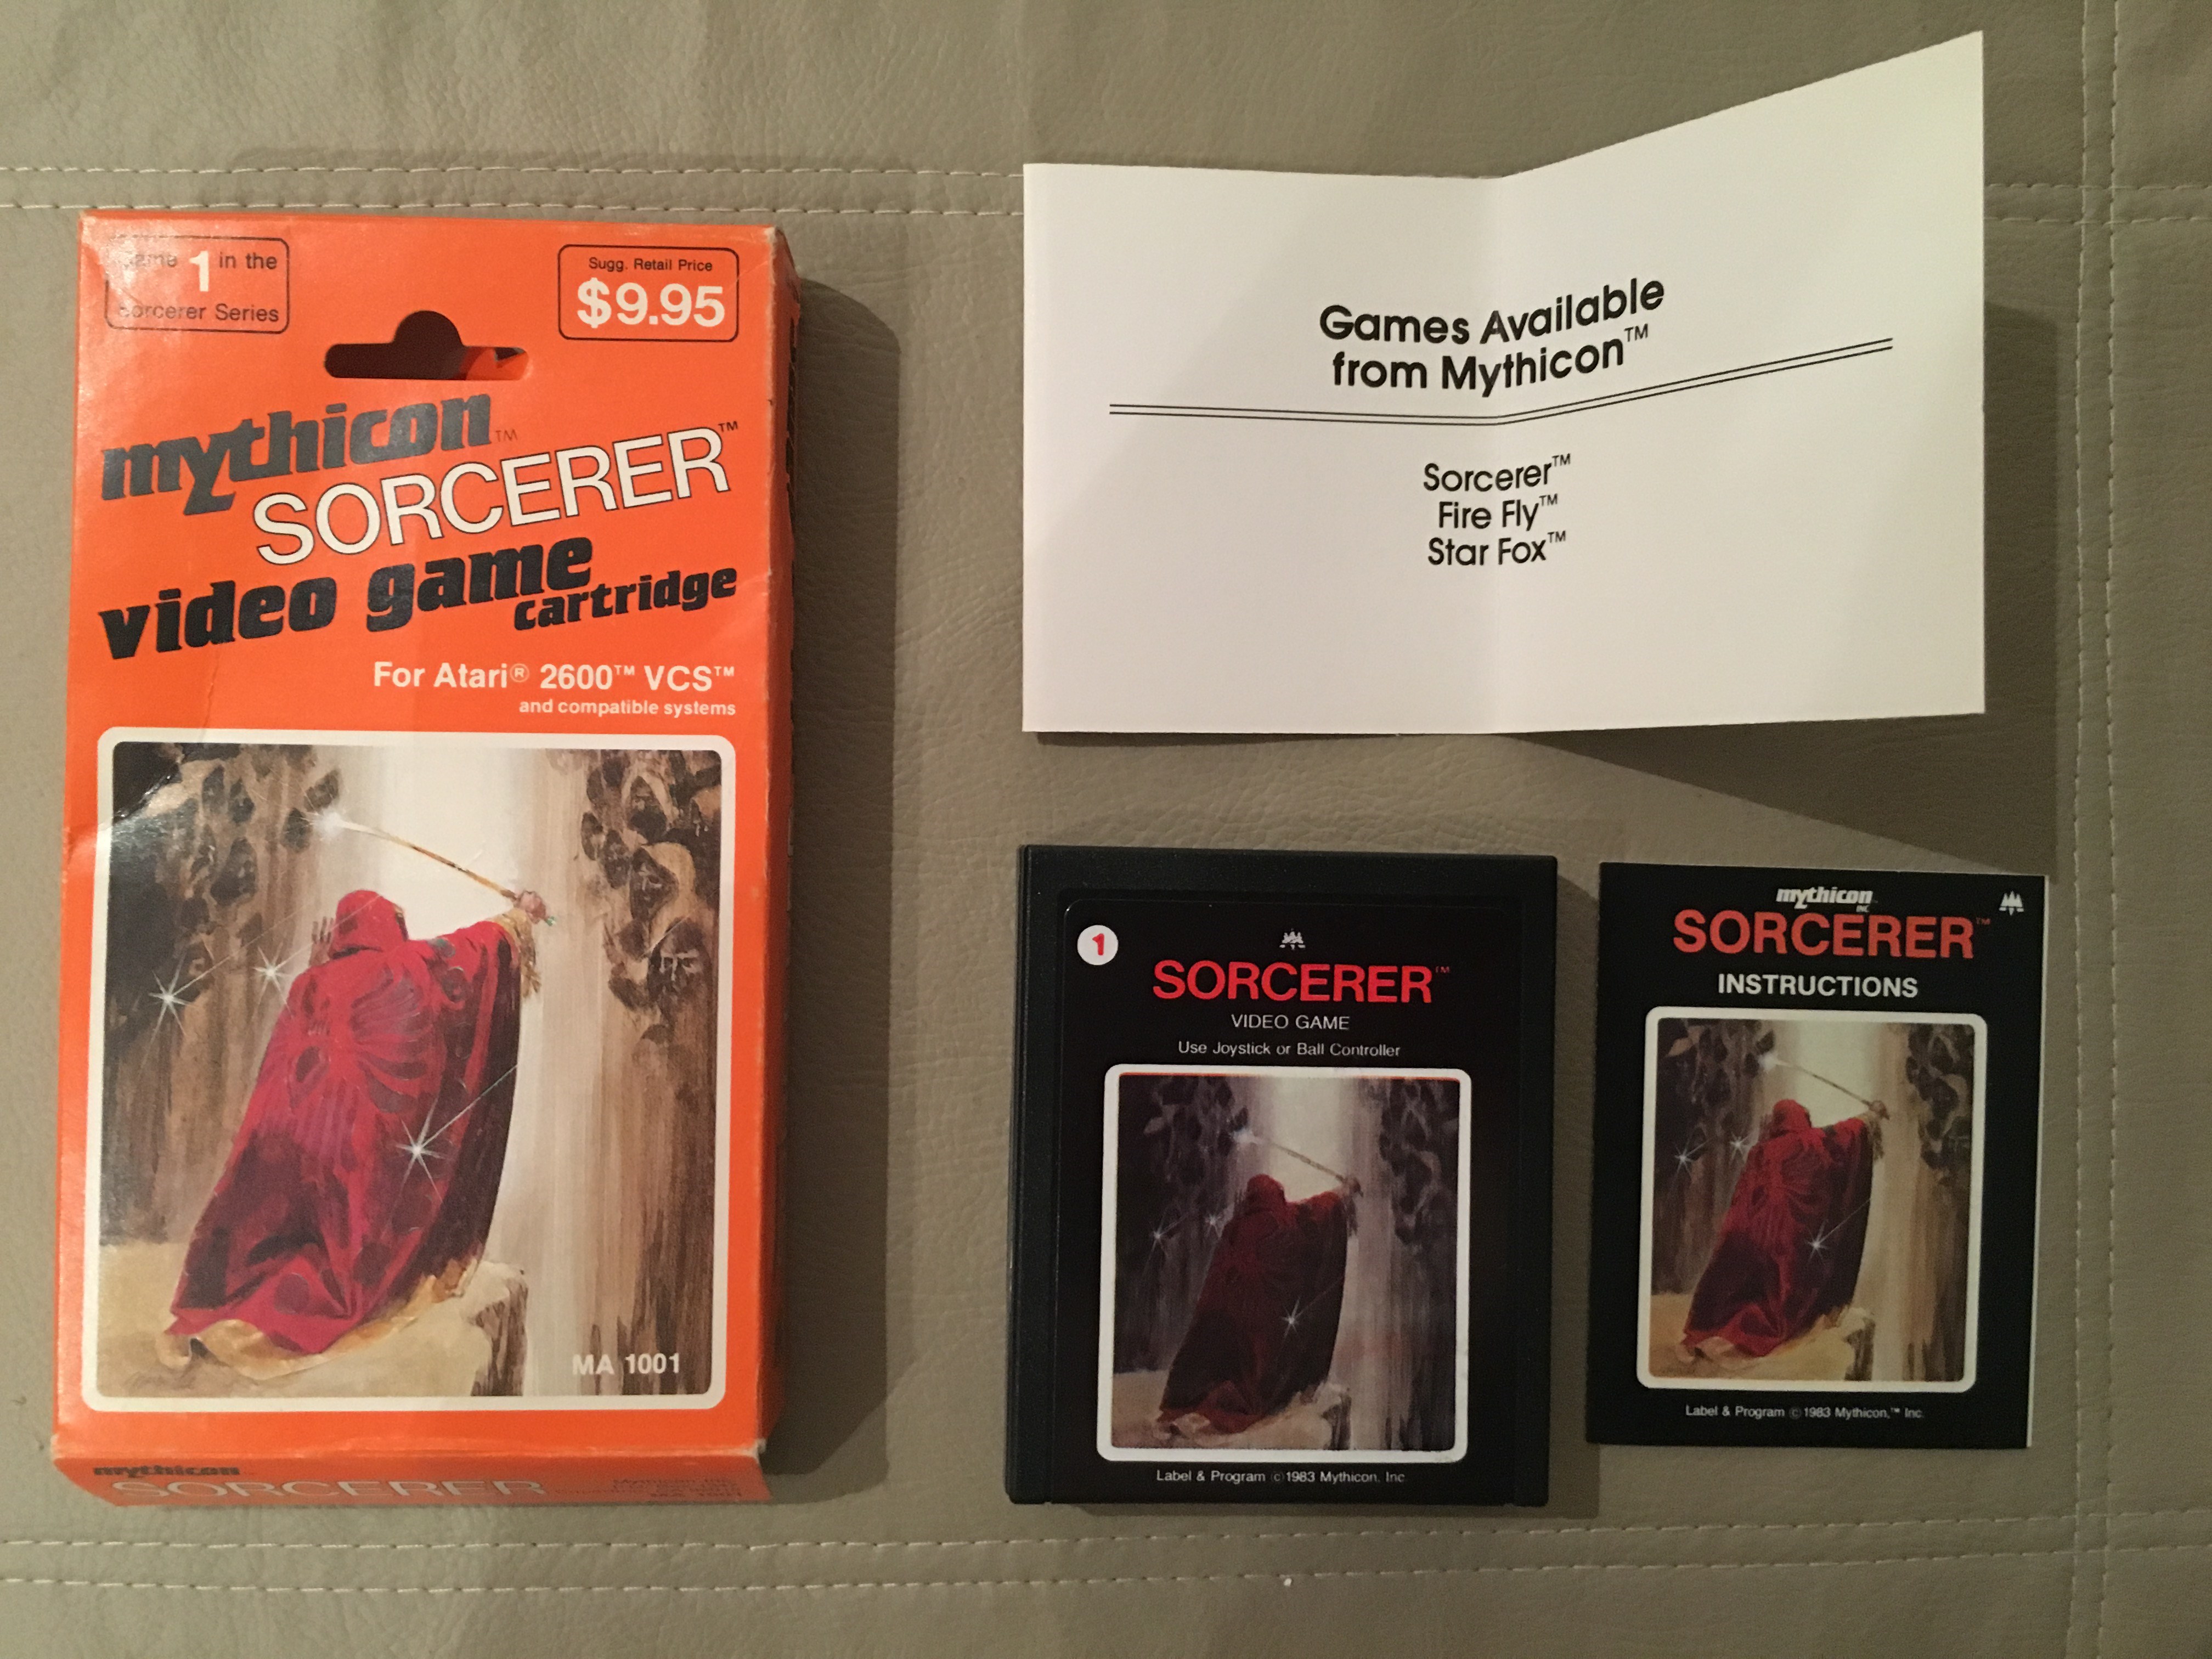 Game 1 in the
Sorcerer Series
Sugg. Retail Price
$9.95
mythicon™
SORCERER™
video game
cartridge
For Atari® 2600™ VCS™
and compatible systems
MA 1001
mythicon
SORCERER
Games Available
from Mythicon™
Sorcerer™
Fire Fly™
Star Fox™
1
SORCERER™
VIDEO GAME
Use Joystick or Ball Controller
Label & Program ©1983 Mythicon, Inc.
mythicon
INC
SORCERER™
INSTRUCTIONS
Label & Program ©1983 Mythicon,™ Inc.